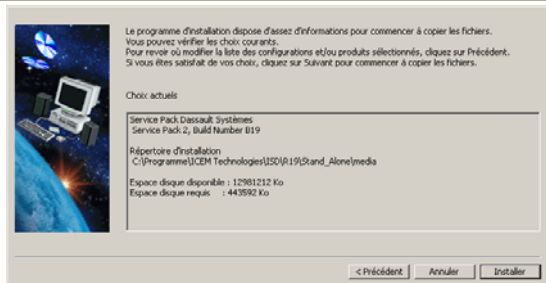 Le programme d'installation dispose d'assez d'informations pour commencer à copier les fichiers.
Vous pouvez vérifier les choix courants.
Pour revoir où modifier la liste des configurations et/ou produits sélectionnés, cliquez sur Précédent.
Si vous êtes satisfait de vos choix, cliquez sur Suivant pour commencer à copier les fichiers.
Choix actuels
Service Pack Dassault Systèmes
Service Pack 2, Build Number B19
Répertoire d'installation
C:\Programme\ICEM Technologies\ISD\R19\Stand_Alone\media
Espace disque disponible : 12981212 Ko
Espace disque requis : 443592 Ko
< Précédent Annuler Installer